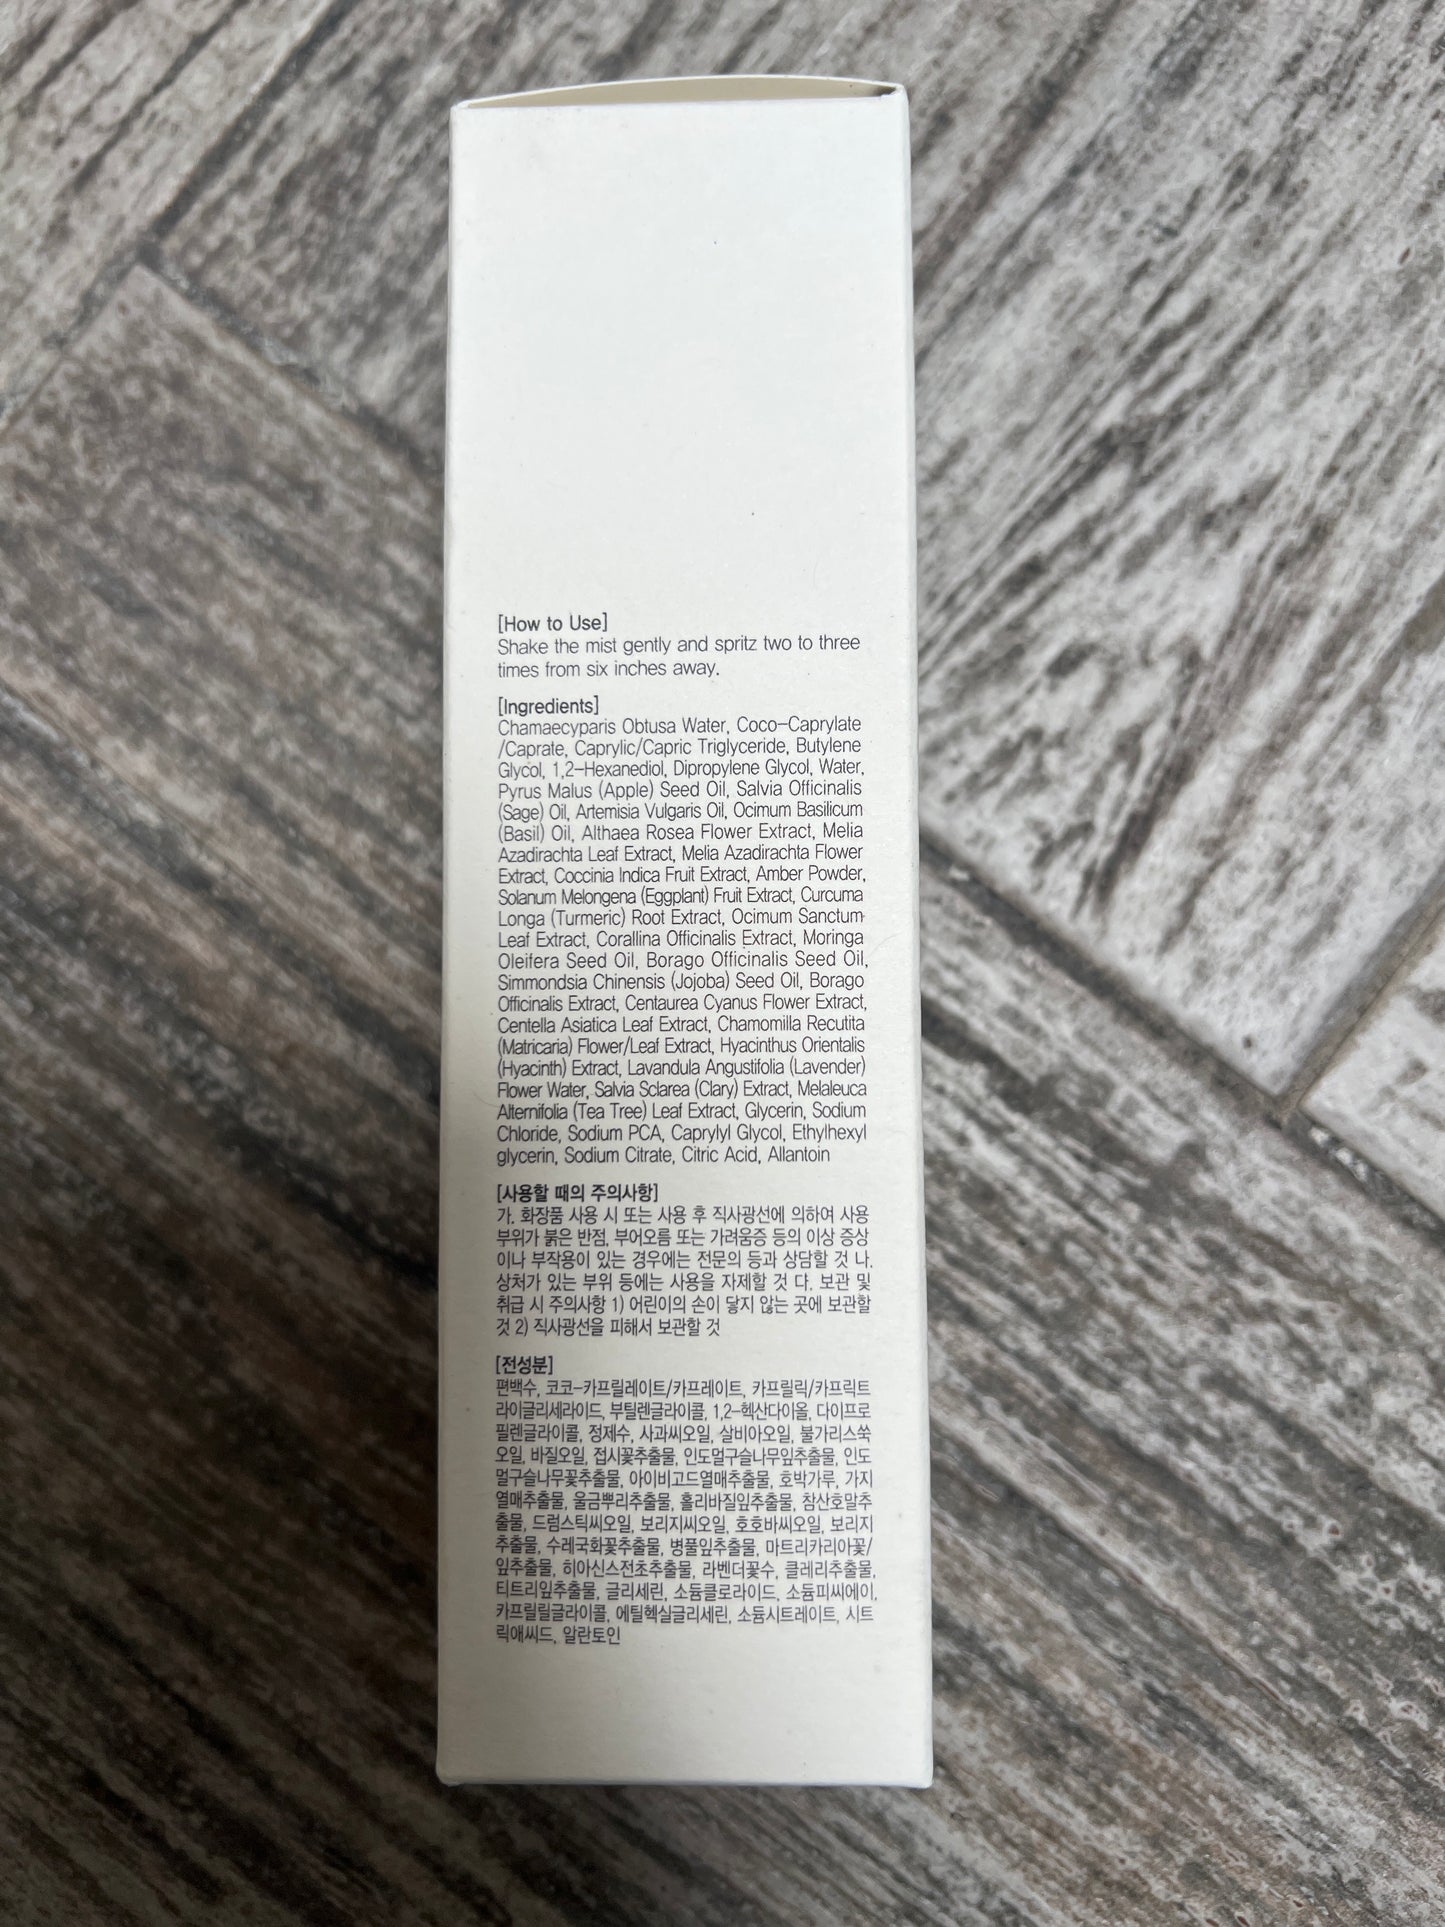 [How to Use]
Shake the mist gently and spritz two to three
times from six inches away.
[Ingredients]
Chamaecyparis Obtusa Water, Coco-Caprylate
/Caprate, Caprylic/Capric Triglyceride, Butylene
Glycol, 1,2-Hexanediol, Dipropylene Glycol, Water,
Pyrus Malus (Apple) Seed Oil, Salvia Officinalis
(Sage) Oil, Artemisia Vulgaris Oil, Ocimum Basilicum
(Basil) Oil, Althaea Rosea Flower Extract, Melia
Azadirachta Leaf Extract, Melia Azadirachta Flower
Extract, Coccinia Indica Fruit Extract, Amber Powder,
Solanum Melongena (Eggplant) Fruit Extract, Curcuma
Longa (Turmeric) Root Extract, Ocimum Sanctum
Leaf Extract, Corallina Officinalis Extract, Moringa
Oleifera Seed Oil, Borago Officinalis Seed Oil,
Simmondsia Chinensis (Jojoba) Seed Oil, Borago
Officinalis Extract, Centaurea Cyanus Flower Extract,
Centella Asiatica Leaf Extract, Chamomilla Recutita
(Matricaria) Flower/Leaf Extract, Hyacinthus Orientalis
(Hyacinth) Extract, Lavandula Angustifolia (Lavender)
Flower Water, Salvia Sclarea (Clary) Extract, Melaleuca
Alternifolia (Tea Tree) Leaf Extract, Glycerin, Sodium
Chloride, Sodium PCA, Caprylyl Glycol, Ethylhexyl
glycerin, Sodium Citrate, Citric Acid, Allantoin
[사용할 때의 주의사항]
가. 화장품 사용 시 또는 사용 후 직사광선에 의하여 사용
부위가 붉은 반점, 부어오름 또는 가려움증 등의 이상 증상
이나 부작용이 있는 경우에는 전문의 등과 상담할 것 나.
상처가 있는 부위 등에는 사용을 자제할 것 다. 보관 및
취급 시 주의사항 1) 어린이의 손이 닿지 않는 곳에 보관할
것 2) 직사광선을 피해서 보관할 것
[전성분]
편백수, 코코-카프릴레이트/카프레이트, 카프릴릭/카프릭트
라이글리세라이드, 부틸렌글라이콜, 1,2-헥산다이올, 다이프로
필렌글라이콜, 정제수, 사과씨오일, 살비아오일, 불가리스쑥
오일, 바질오일, 접시꽃추출물, 인도멀구슬나무잎추출물, 인도
멀구슬나무꽃추출물, 아이비고드열매추출물, 호박가루, 가지
열매추출물, 울금뿌리추출물, 홀리바질잎추출물, 참산호말추
출물, 드럼스틱씨오일, 보리지씨오일, 호호바씨오일, 보리지
추출물, 수레국화꽃추출물, 병풀잎추출물, 마트리카리아꽃/
잎추출물, 히아신스전초추출물, 라벤더꽃수, 클레리추출물,
티트리잎추출물, 글리세린, 소듐클로라이드, 소듐피씨에이,
카프릴릴글라이콜, 에틸헥실글리세린, 소듐시트레이트, 시트
릭애씨드, 알란토인